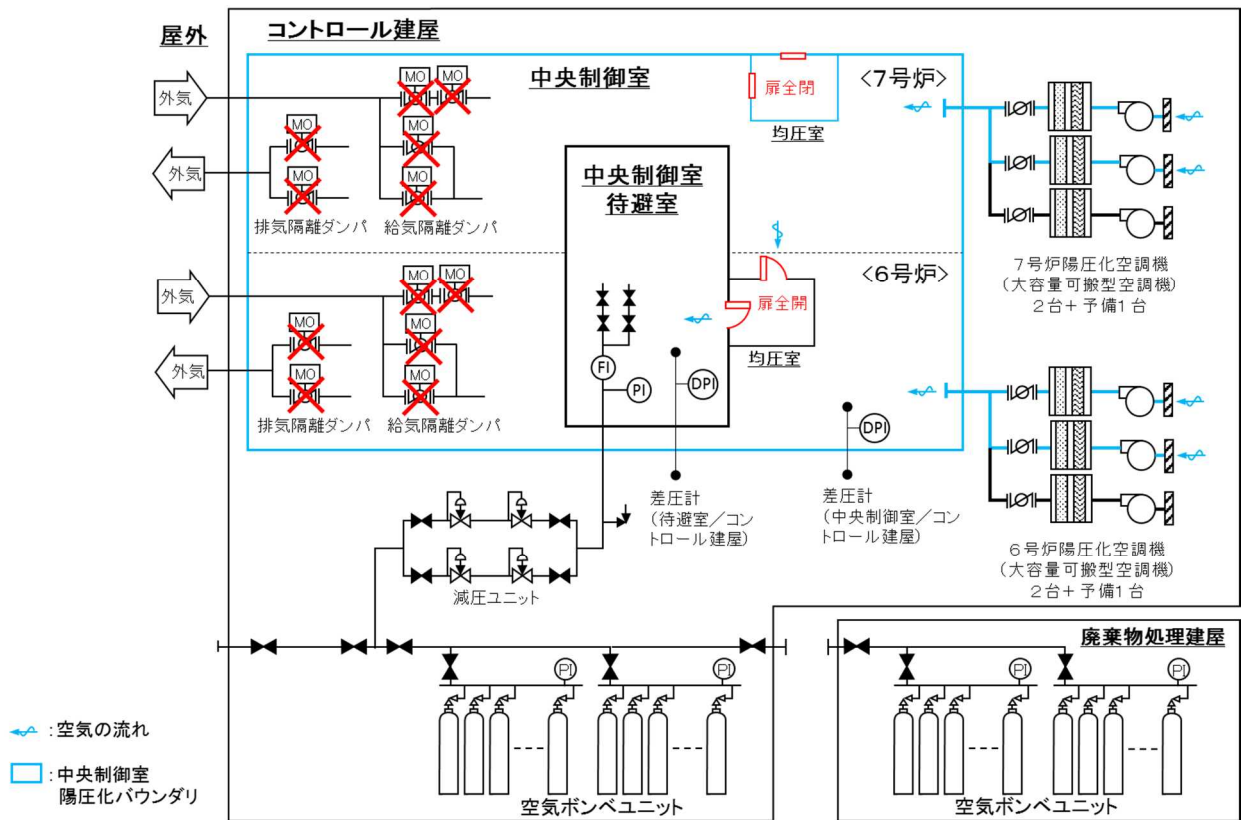 屋外
コントロール建屋
中央制御室
<7号炉>
扉全閉
均圧室
外気
MO
MO
MO
MO
MO
MO
外気
排気隔離ダンパ
給気隔離ダンパ
中央制御室
待避室
7号炉陽圧化空調機
(大容量可搬型空調機)
2台+予備1台
<6号炉>
扉全開
均圧室
外気
MO
MO
MO
MO
MO
MO
外気
排気隔離ダンパ
給気隔離ダンパ
FI
PI
DPI
DPI
差圧計
(待避室/コン
トロール建屋)
差圧計
(中央制御室/コ
ントロール建屋)
6号炉陽圧化空調機
(大容量可搬型空調機)
2台+予備1台
減圧ユニット
PI
PI
空気ボンベユニット
廃棄物処理建屋
PI
PI
空気ボンベユニット
:空気の流れ
:中央制御室
陽圧化バウンダリ